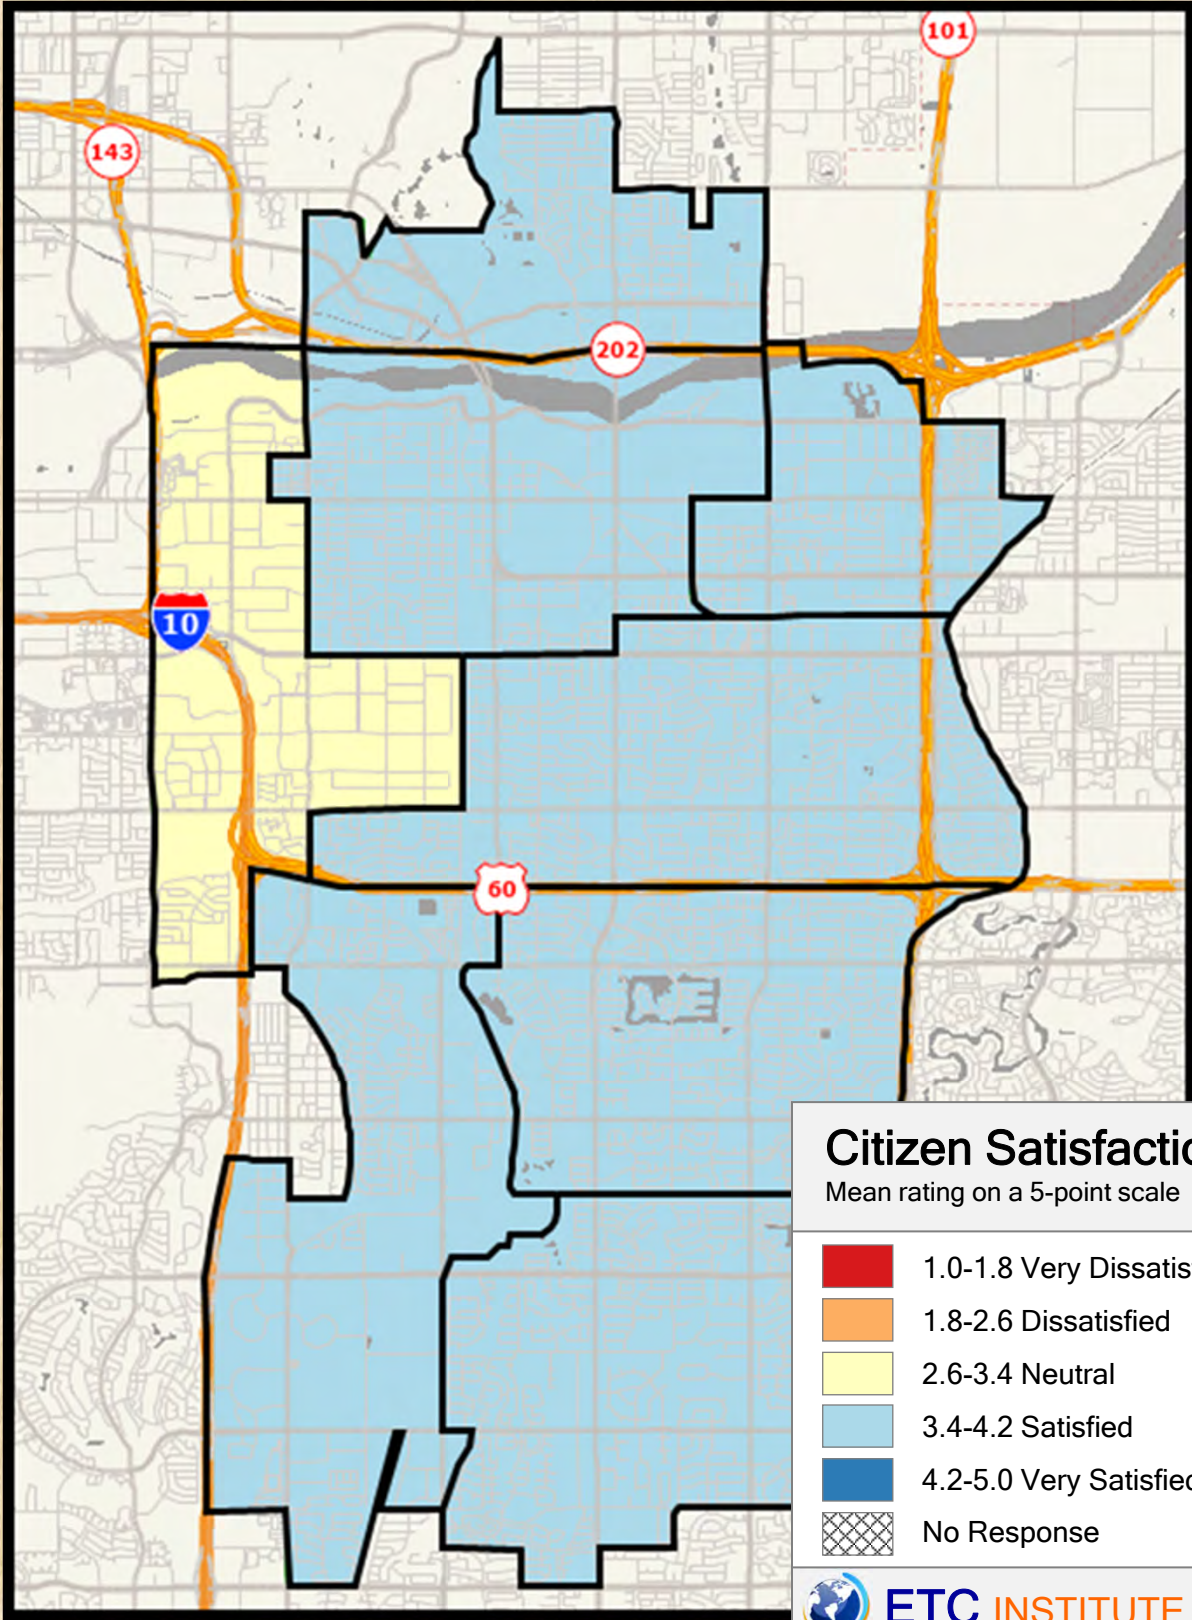 101
143
202
10
60
Citizen Satisfactio
Mean rating on a 5-point scale
1.0-1.8 Very Dissatis
1.8-2.6 Dissatisfied
2.6-3.4 Neutral
3.4-4.2 Satisfied
4.2-5.0 Very Satisfied
No Response
ETC INSTITUTE